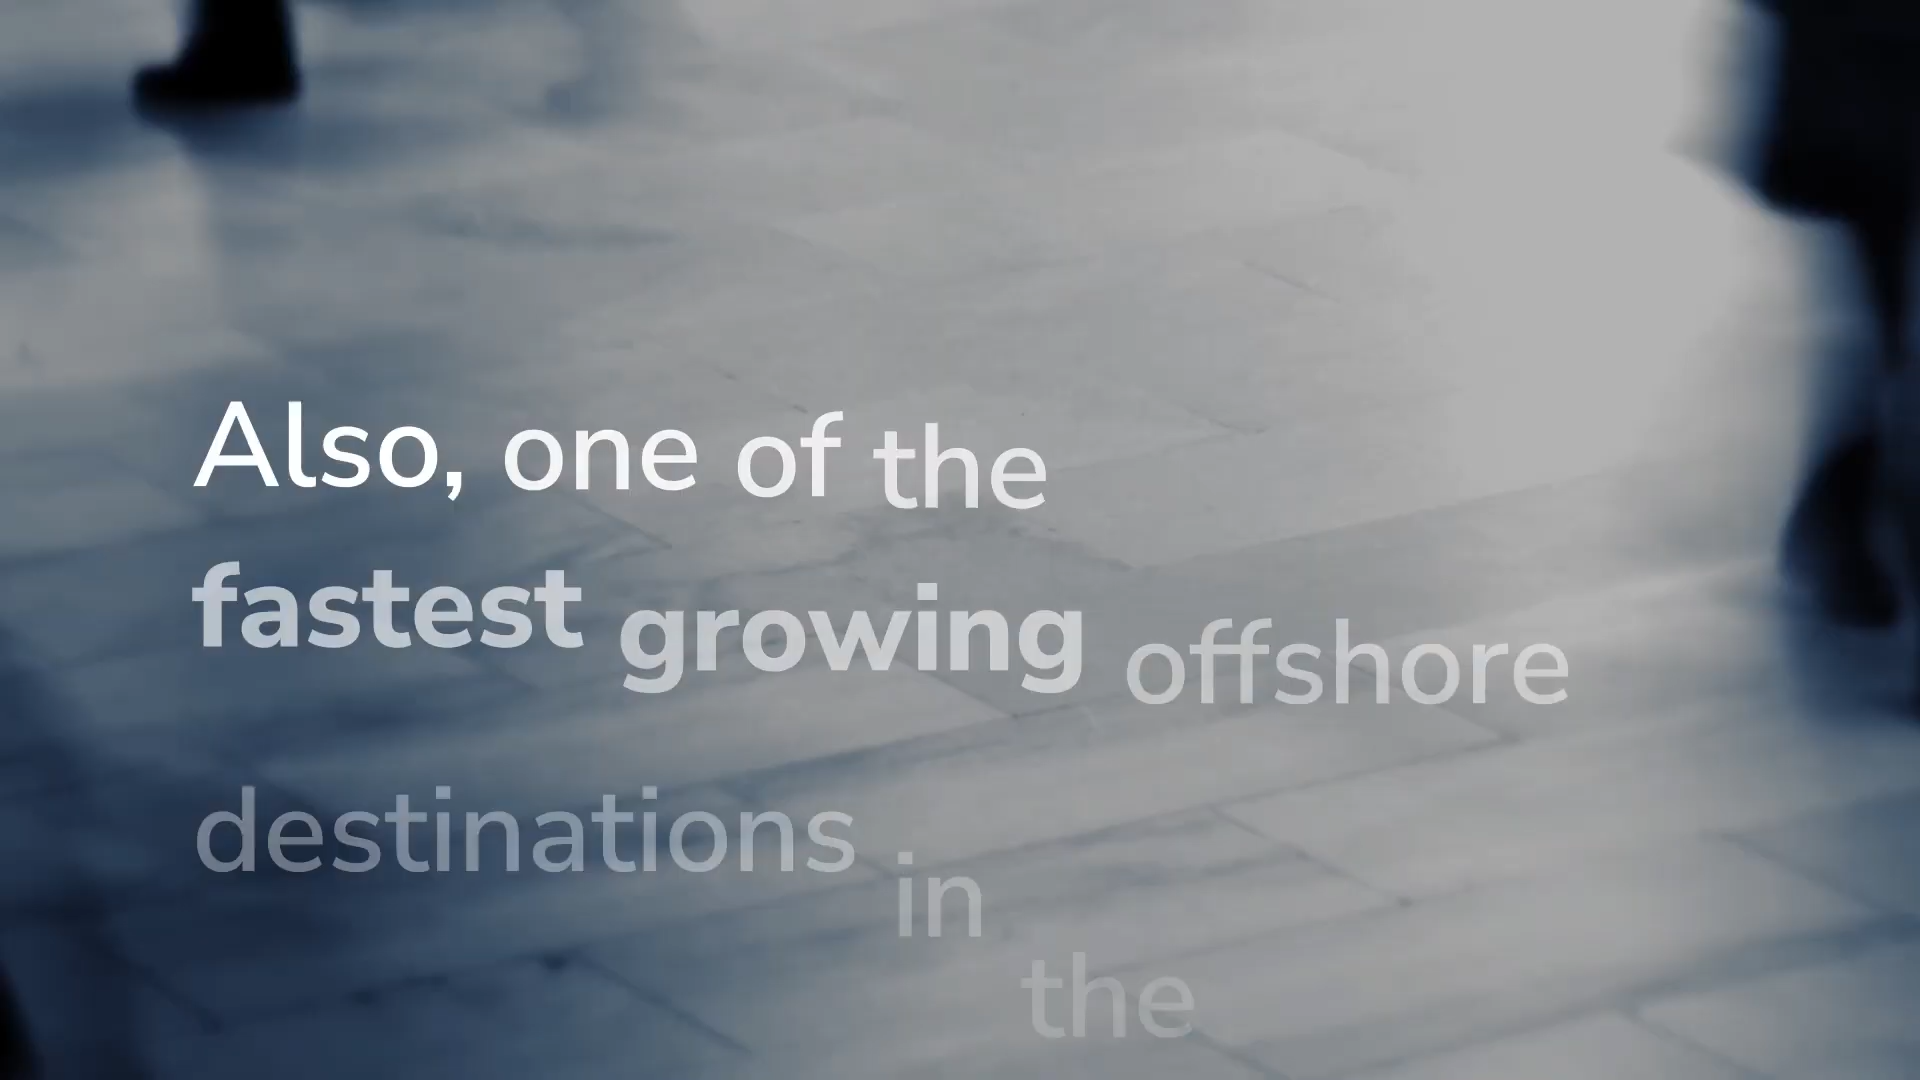 Also, one of the
fastest growing offshore
destinations in the